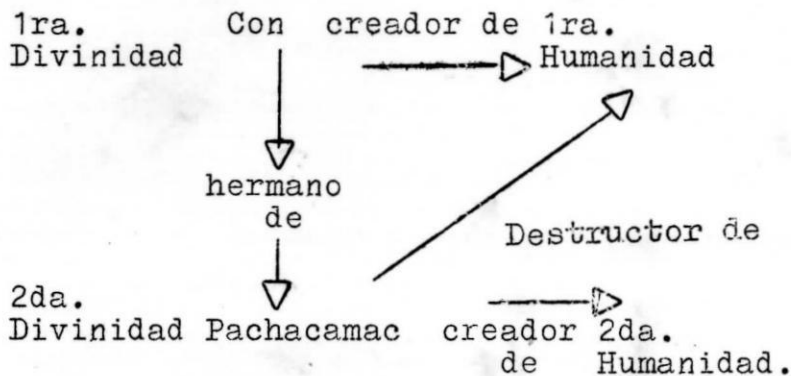 1ra. Con creador de 1ra.
Divinidad Humanidad
hermano
de
Destructor de
2da.
Divinidad Pachacamac creador 2da.
de Humanidad.